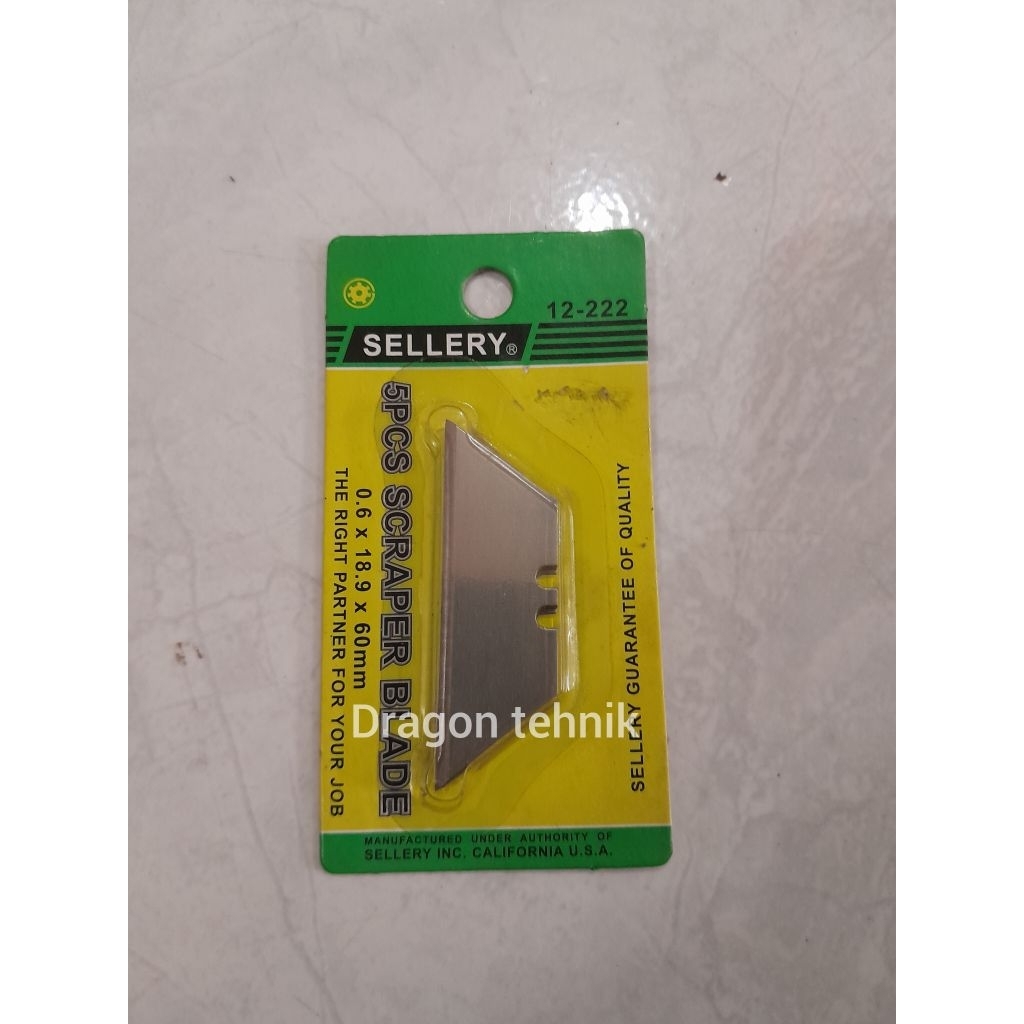 12-222
SELLERY®
5PCS SCRAPER BLADE
0.6 x 18.9 x 60mm
THE RIGHT PARTNER FOR YOUR JOB
SELLERY GUARANTEE OF QUALITY
Dragon tehnik
MANUFACTURED UNDER AUTHORITY OF
SELLERY INC. CALIFORNIA U.S.A.